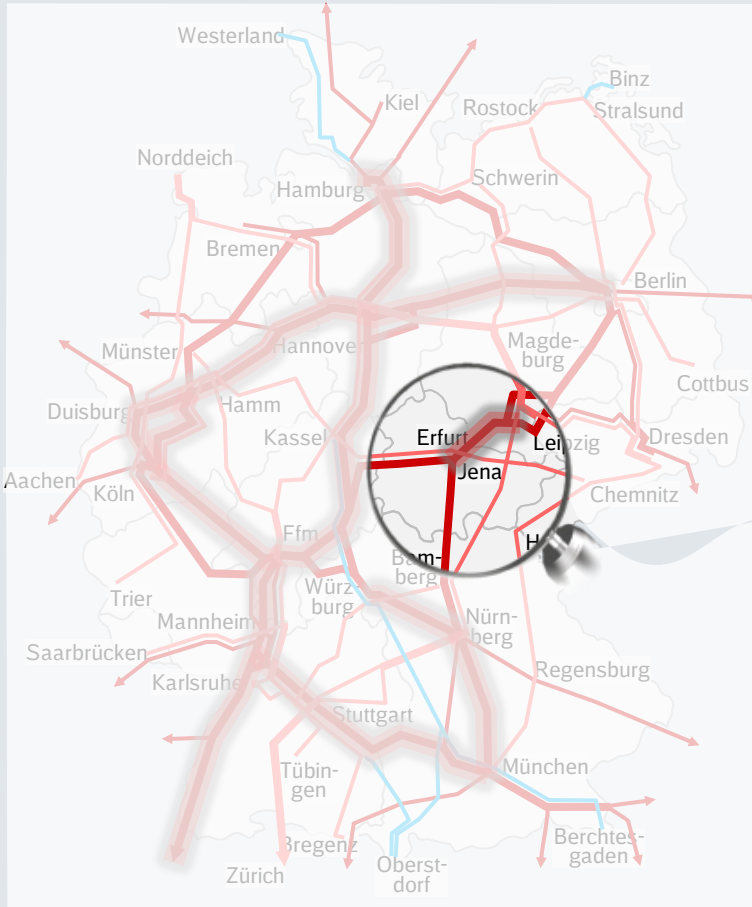 Westerland
Binz
Kiel
Rostock
Stralsund
Norddeich
Schwerin
Hamburg
Bremen
Berlin
Magde-
burg
Hannover
Münster
Cottbus
Hamm
Duisburg
Kassel
Erfurt
Leipzig
Dresden
Jena
Aachen
Köln
Chemnitz
Ffm
H
Bam-
berg
Würz-
burg
Trier
Mannheim
Nürn-
berg
Saarbrücken
Regensburg
Karlsruhe
Stuttgart
München
Tübin-
gen
Berchtes-
gaden
Bregenz
Zürich
Oberst-
dorf